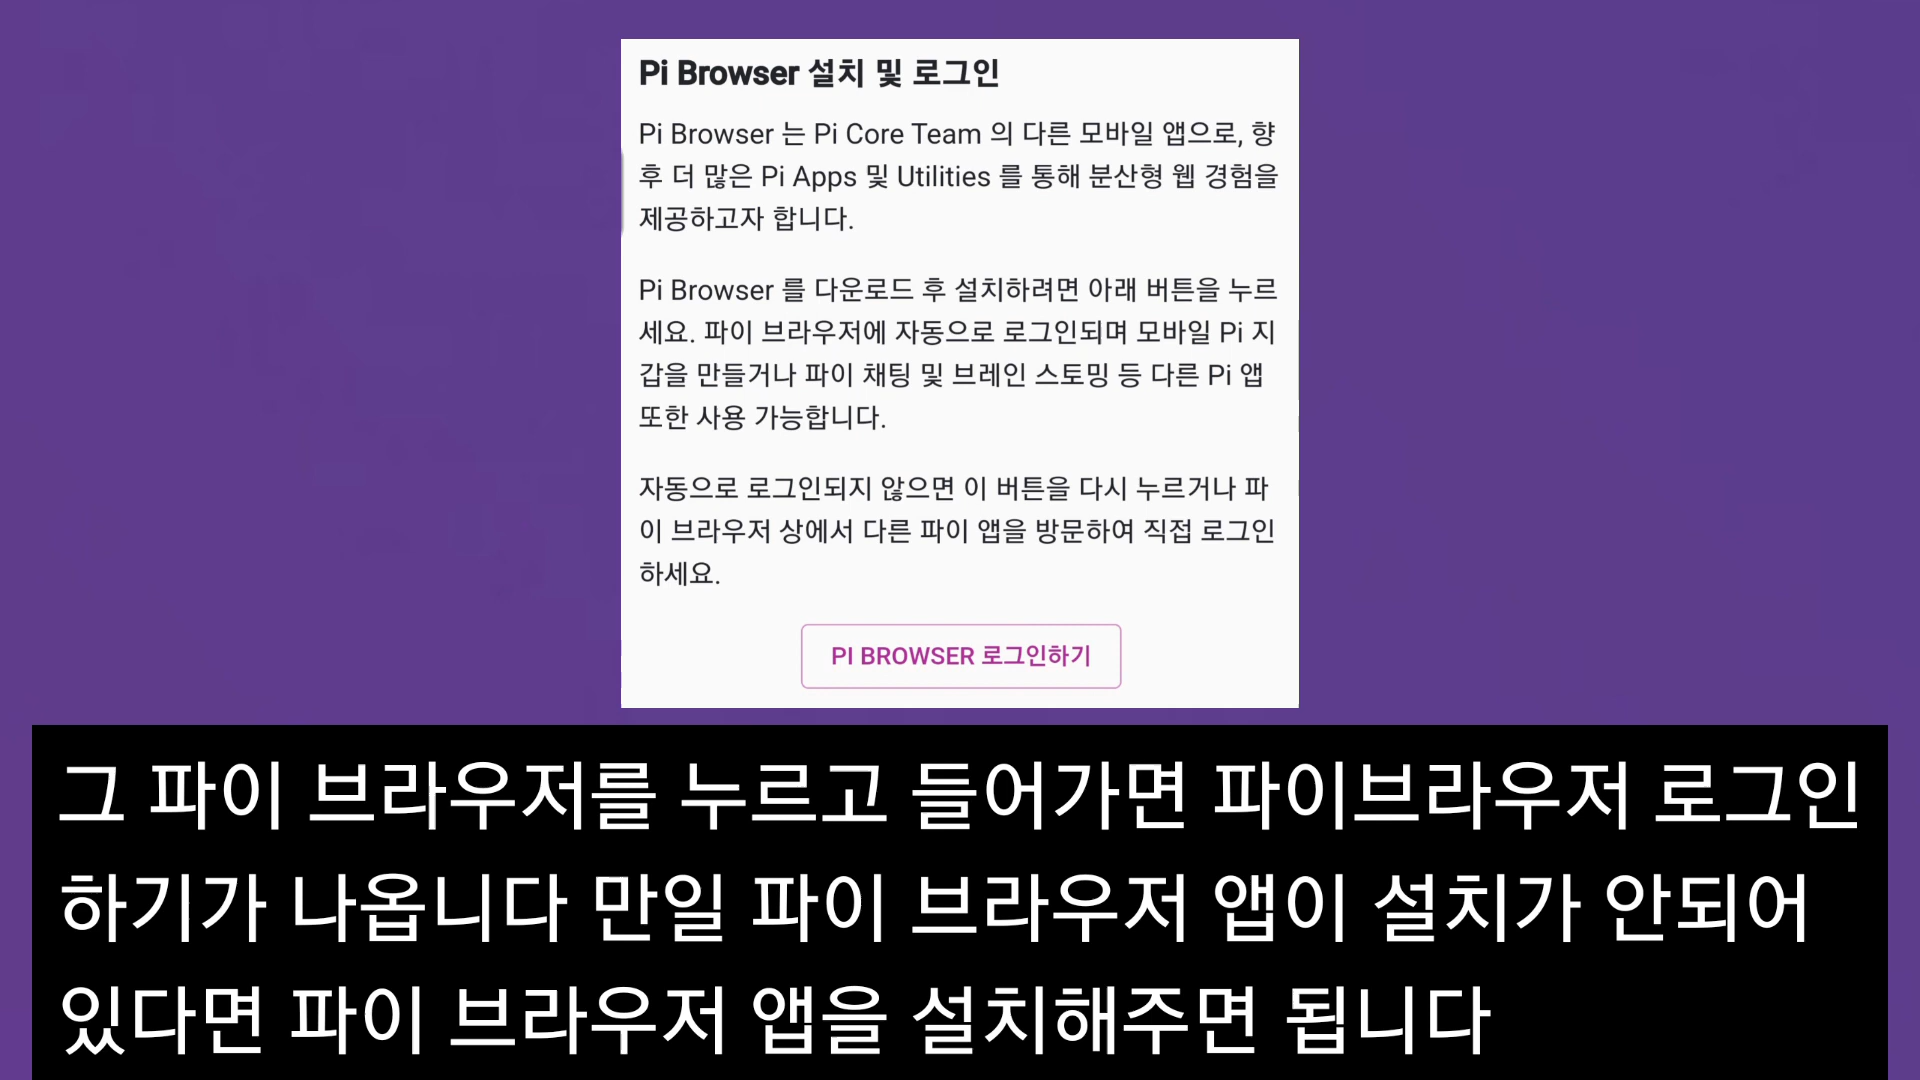 Pi Browser 설치 및 로그인
Pi Browser 는 Pi Core Team 의 다른 모바일 앱으로, 향
후 더 많은 Pi Apps 및 Utilities 를 통해 분산형 웹 경험을
제공하고자 합니다.
Pi Browser 를 다운로드 후 설치하려면 아래 버튼을 누르
세요. 파이 브라우저에 자동으로 로그인되며 모바일 Pi 지
갑을 만들거나 파이 채팅 및 브레인 스토밍 등 다른 Pi 앱
또한 사용 가능합니다.
자동으로 로그인되지 않으면 이 버튼을 다시 누르거나 파
이 브라우저 상에서 다른 파이 앱을 방문하여 직접 로그인
하세요.
PI BROWSER 로그인하기
그 파이 브라우저를 누르고 들어가면 파이브라우저 로그인
하기가 나옵니다 만일 파이 브라우저 앱이 설치가 안되어
있다면 파이 브라우저 앱을 설치해주면 됩니다